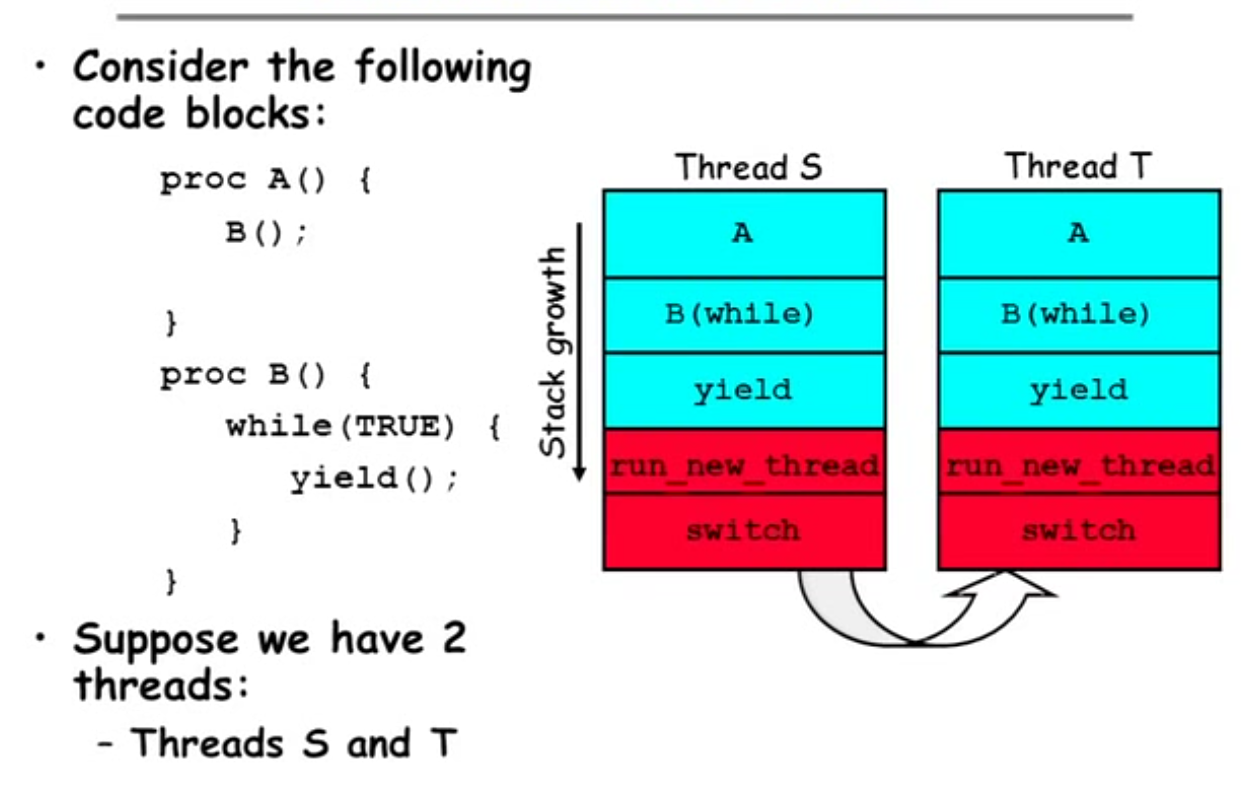 • Consider the following
code blocks:
proc A() {
B();
}
proc B() {
while(TRUE) {
yield();
}
}
• Suppose we have 2
threads:
– Threads S and T
Stack growth
Thread S
A
B(while)
yield
run_new_thread
switch
Thread T
A
B(while)
yield
run_new_thread
switch